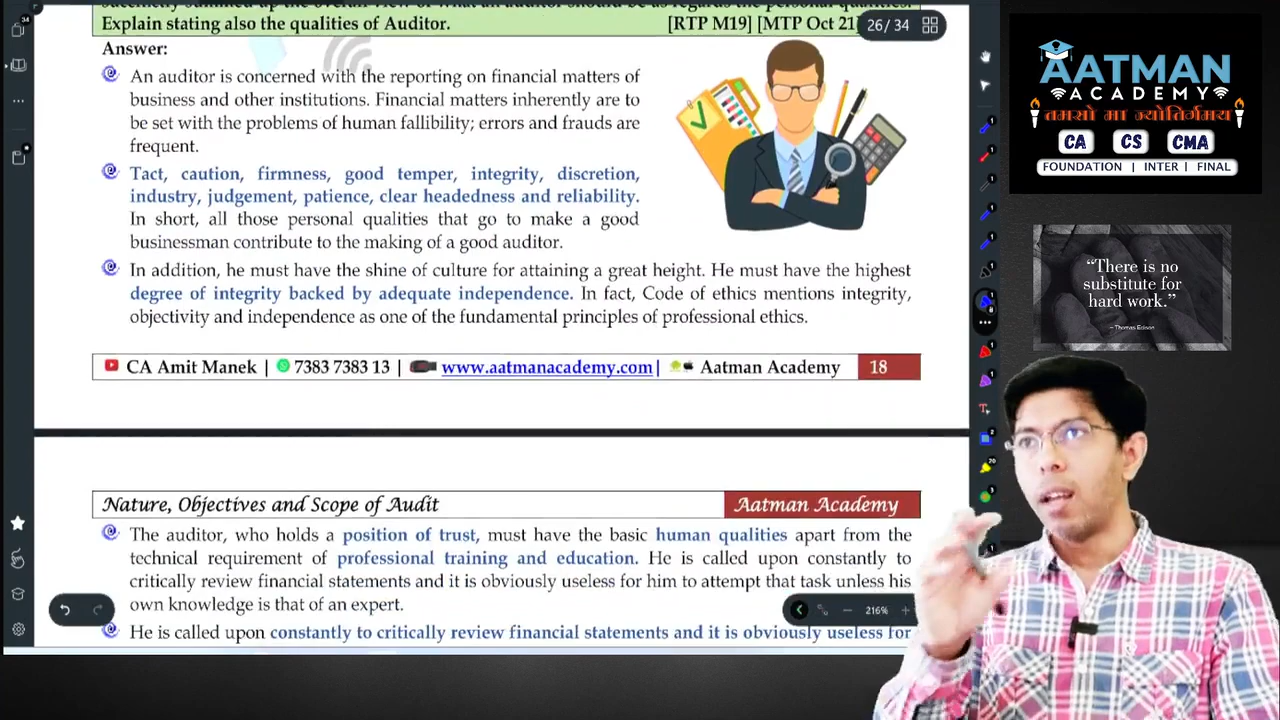 Explain stating also the qualities of Auditor. [RTP M19] [MTP Oct 21]
26/34
Answer:
An auditor is concerned with the reporting on financial matters of
business and other institutions. Financial matters inherently are to
be set with the problems of human fallibility; errors and frauds are
frequent.
Tact, caution, firmness, good temper, integrity, discretion,
industry, judgement, patience, clear headedness and reliability.
In short, all those personal qualities that go to make a good
businessman contribute to the making of a good auditor.
In addition, he must have the shine of culture for attaining a great height. He must have the highest
degree of integrity backed by adequate independence. In fact, Code of ethics mentions integrity,
objectivity and independence as one of the fundamental principles of professional ethics.
CA Amit Manek | 7383 7383 13 | www.aatmanacademy.com | Aatman Academy 18
Nature, Objectives and Scope of Audit Aatman Academy
The auditor, who holds a position of trust, must have the basic human qualities apart from the
technical requirement of professional training and education. He is called upon constantly to
critically review financial statements and it is obviously useless for him to attempt that task unless his
own knowledge is that of an expert.
216%
He is called upon constantly to critically review financial statements and it is obviously useless for
AATMAN
ACADEMY
तमसो मा ज्योतिर्गमय
CA CS CMA
FOUNDATION | INTER | FINAL
“There is no
substitute for
hard work.”
– Thomas Edison